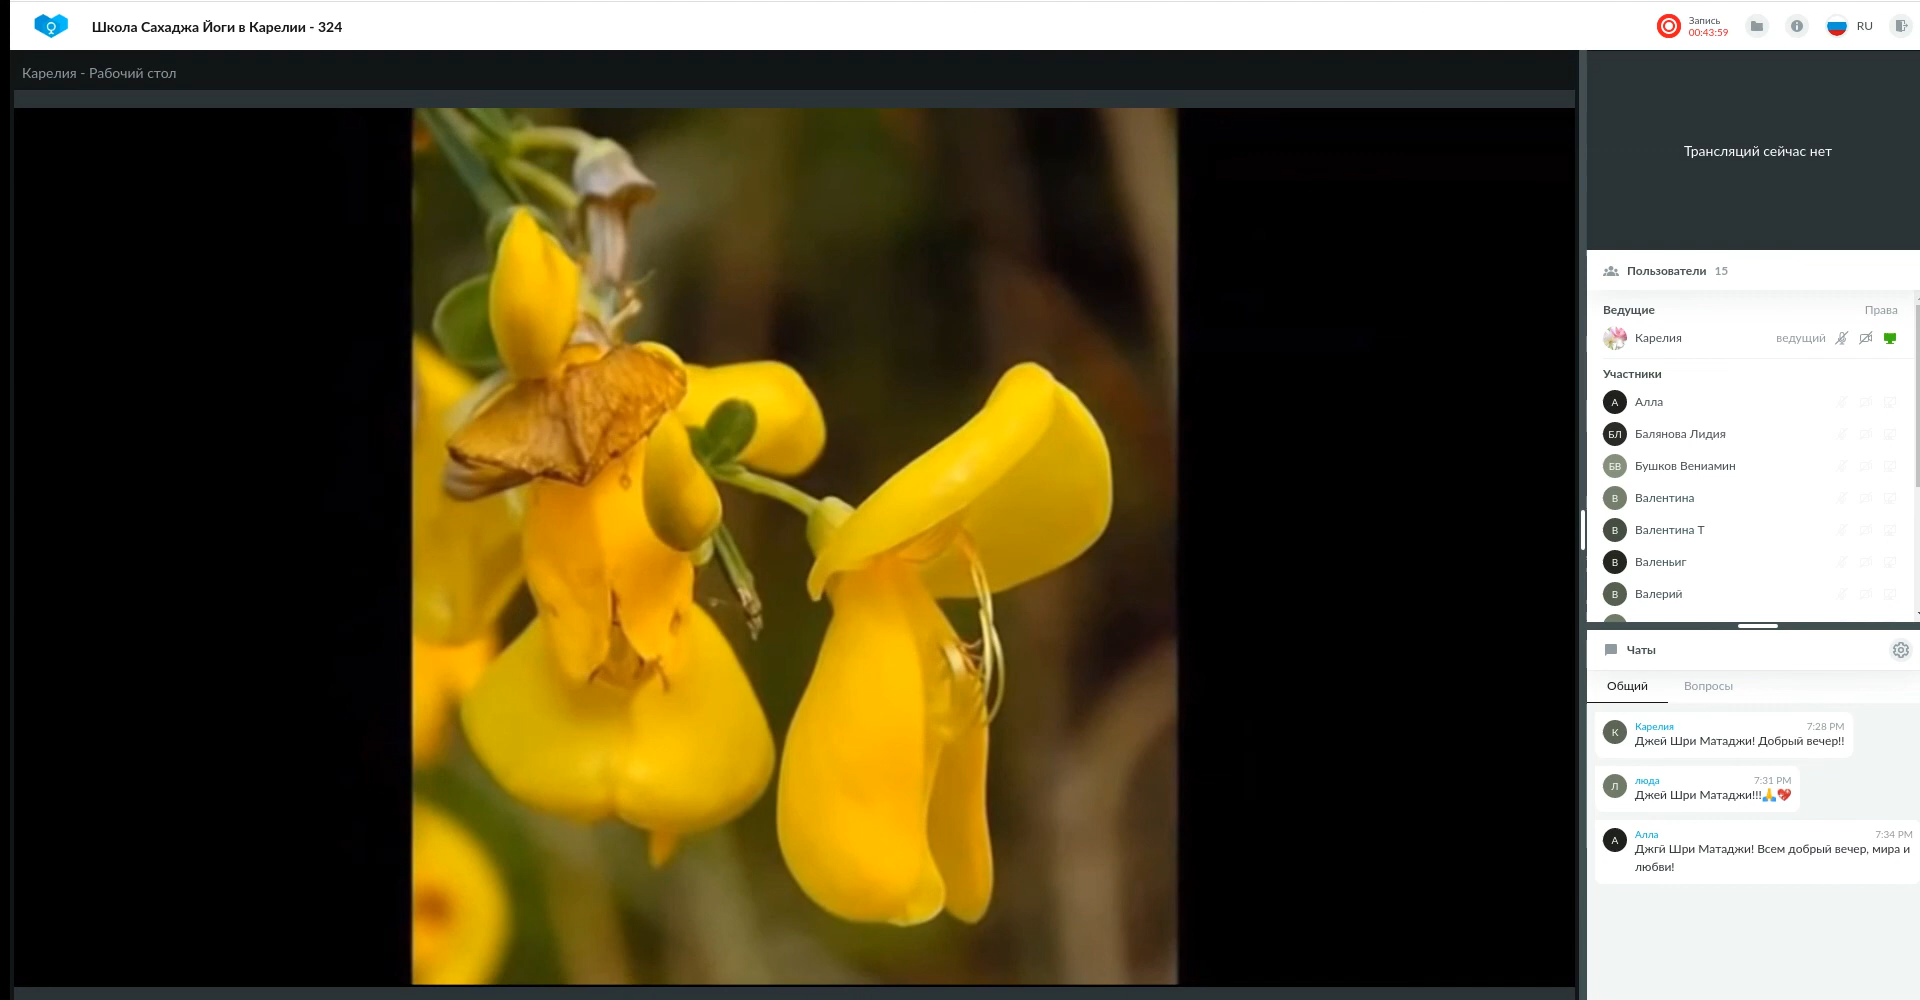 Школа Сахаджа Йоги в Карелии - 324
Запись
00:43:59
RU
Карелия - Рабочий стол
Трансляций сейчас нет
Пользователи 15
Ведущие Права
Карелия ведущий
Участники
А Алла
БЛ Балянова Лидия
БВ Бушков Вениамин
В Валентина
В Валентина Т
В Валеньиг
В Валерий
Чаты
Общий Вопросы
Карелия 7:28 PM
К Джей Шри Матаджи! Добрый вечер!!
люда 7:31 PM
Л Джей Шри Матаджи!!!🙏💖
Алла 7:34 PM
А Джгй Шри Матаджи! Всем добрый вечер, мира и
любви!